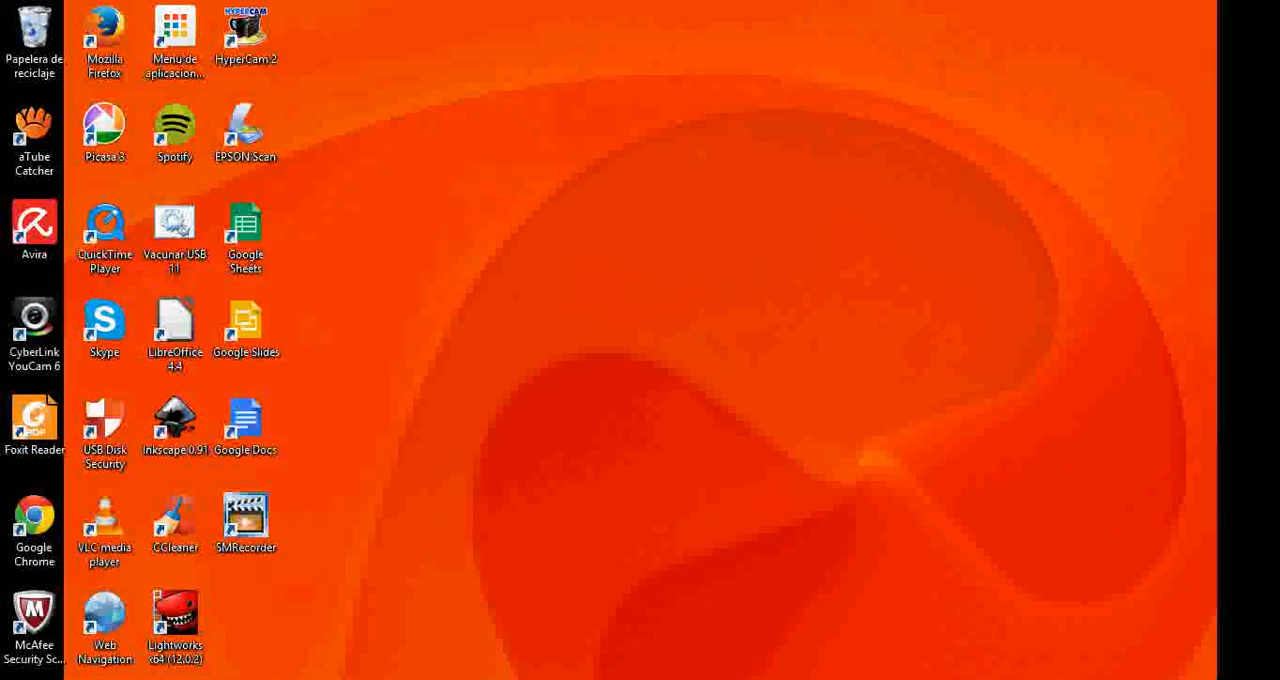 Papelera de
reciclaje
Mozilla
Firefox
Menú de
aplicacion...
HYPERCAM
HyperCam 2
aTube
Catcher
Picasa 3
Spotify
EPSON Scan
Avira
QuickTime
Player
Vacunar USB
11
Google
Sheets
CyberLink
YouCam 6
Skype
LibreOffice
4.4
Google Slides
PDF
Foxit Reader
USB Disk
Security
Inkscape 0.91
Google Docs
Google
Chrome
VLC media
player
CCleaner
SMRecorder
McAfee
Security Sc...
Web
Navigation
Lightworks
x64 (12.0.2)